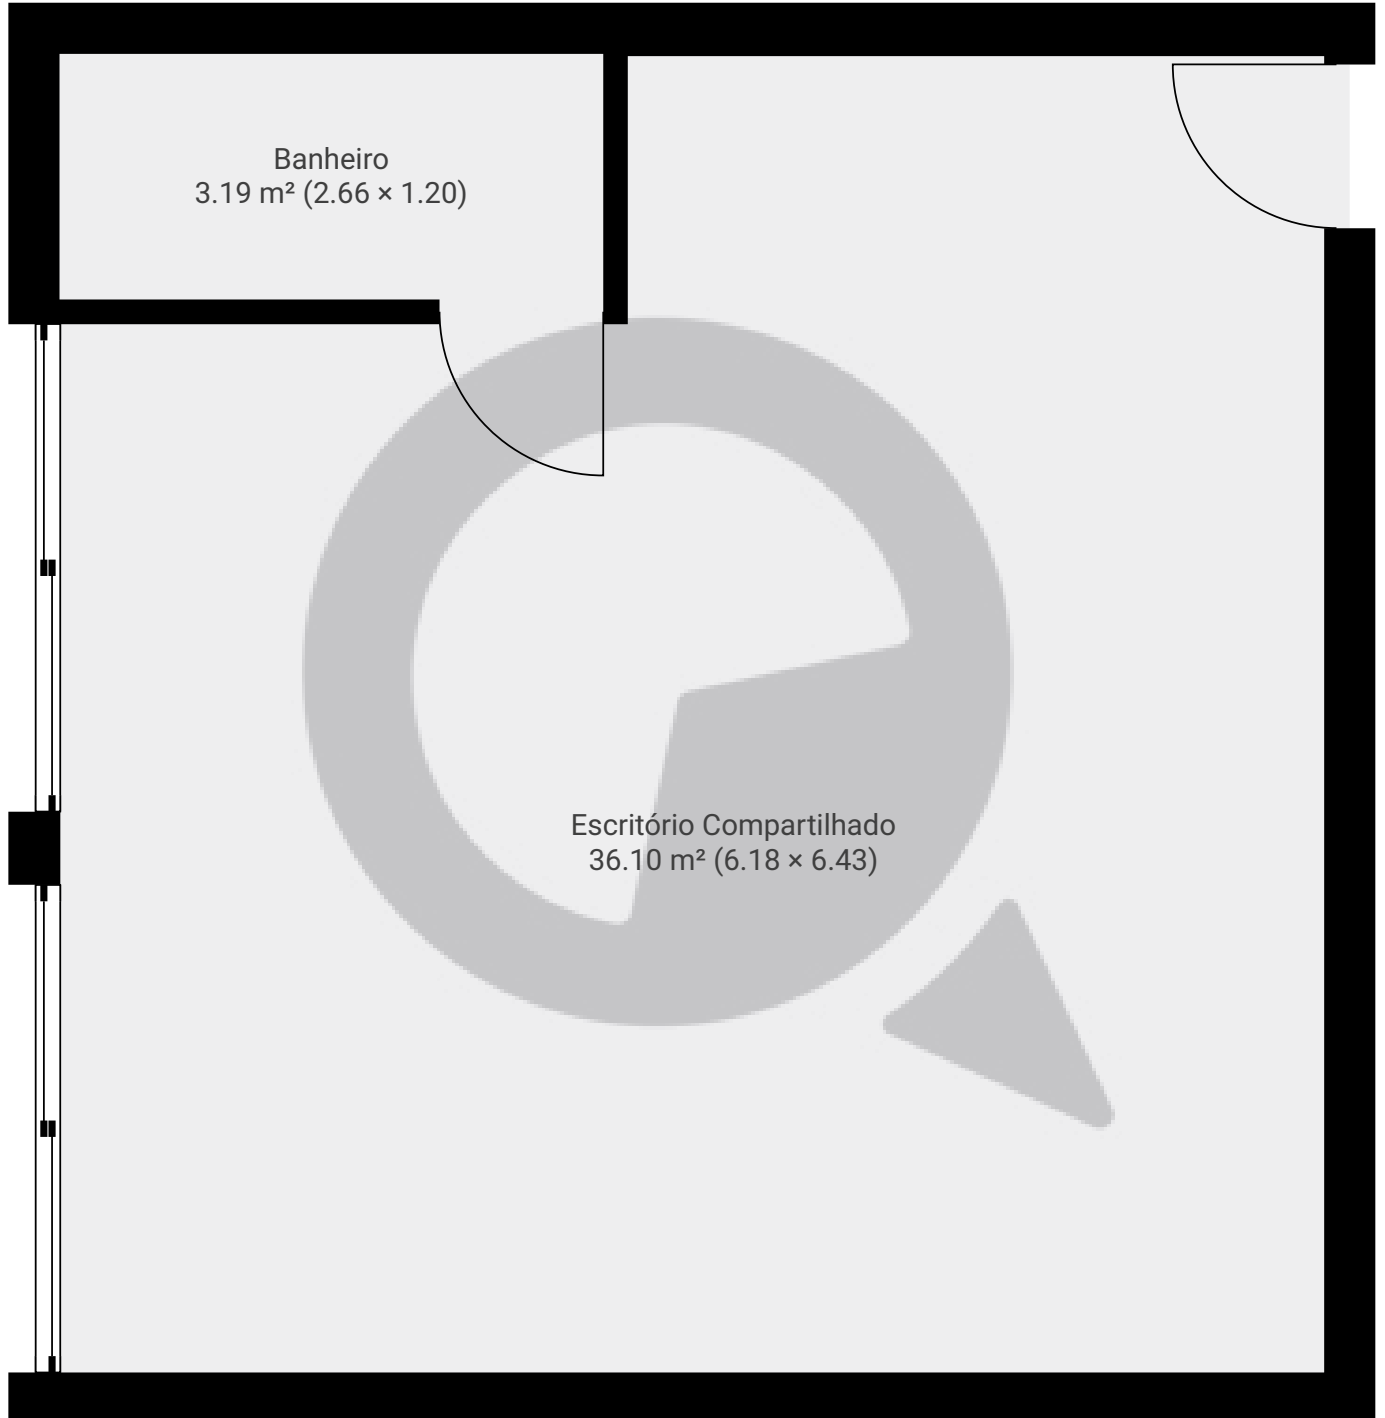 Banheiro
3.19 m² (2.66 × 1.20)
Escritório Compartilhado
36.10 m² (6.18 × 6.43)